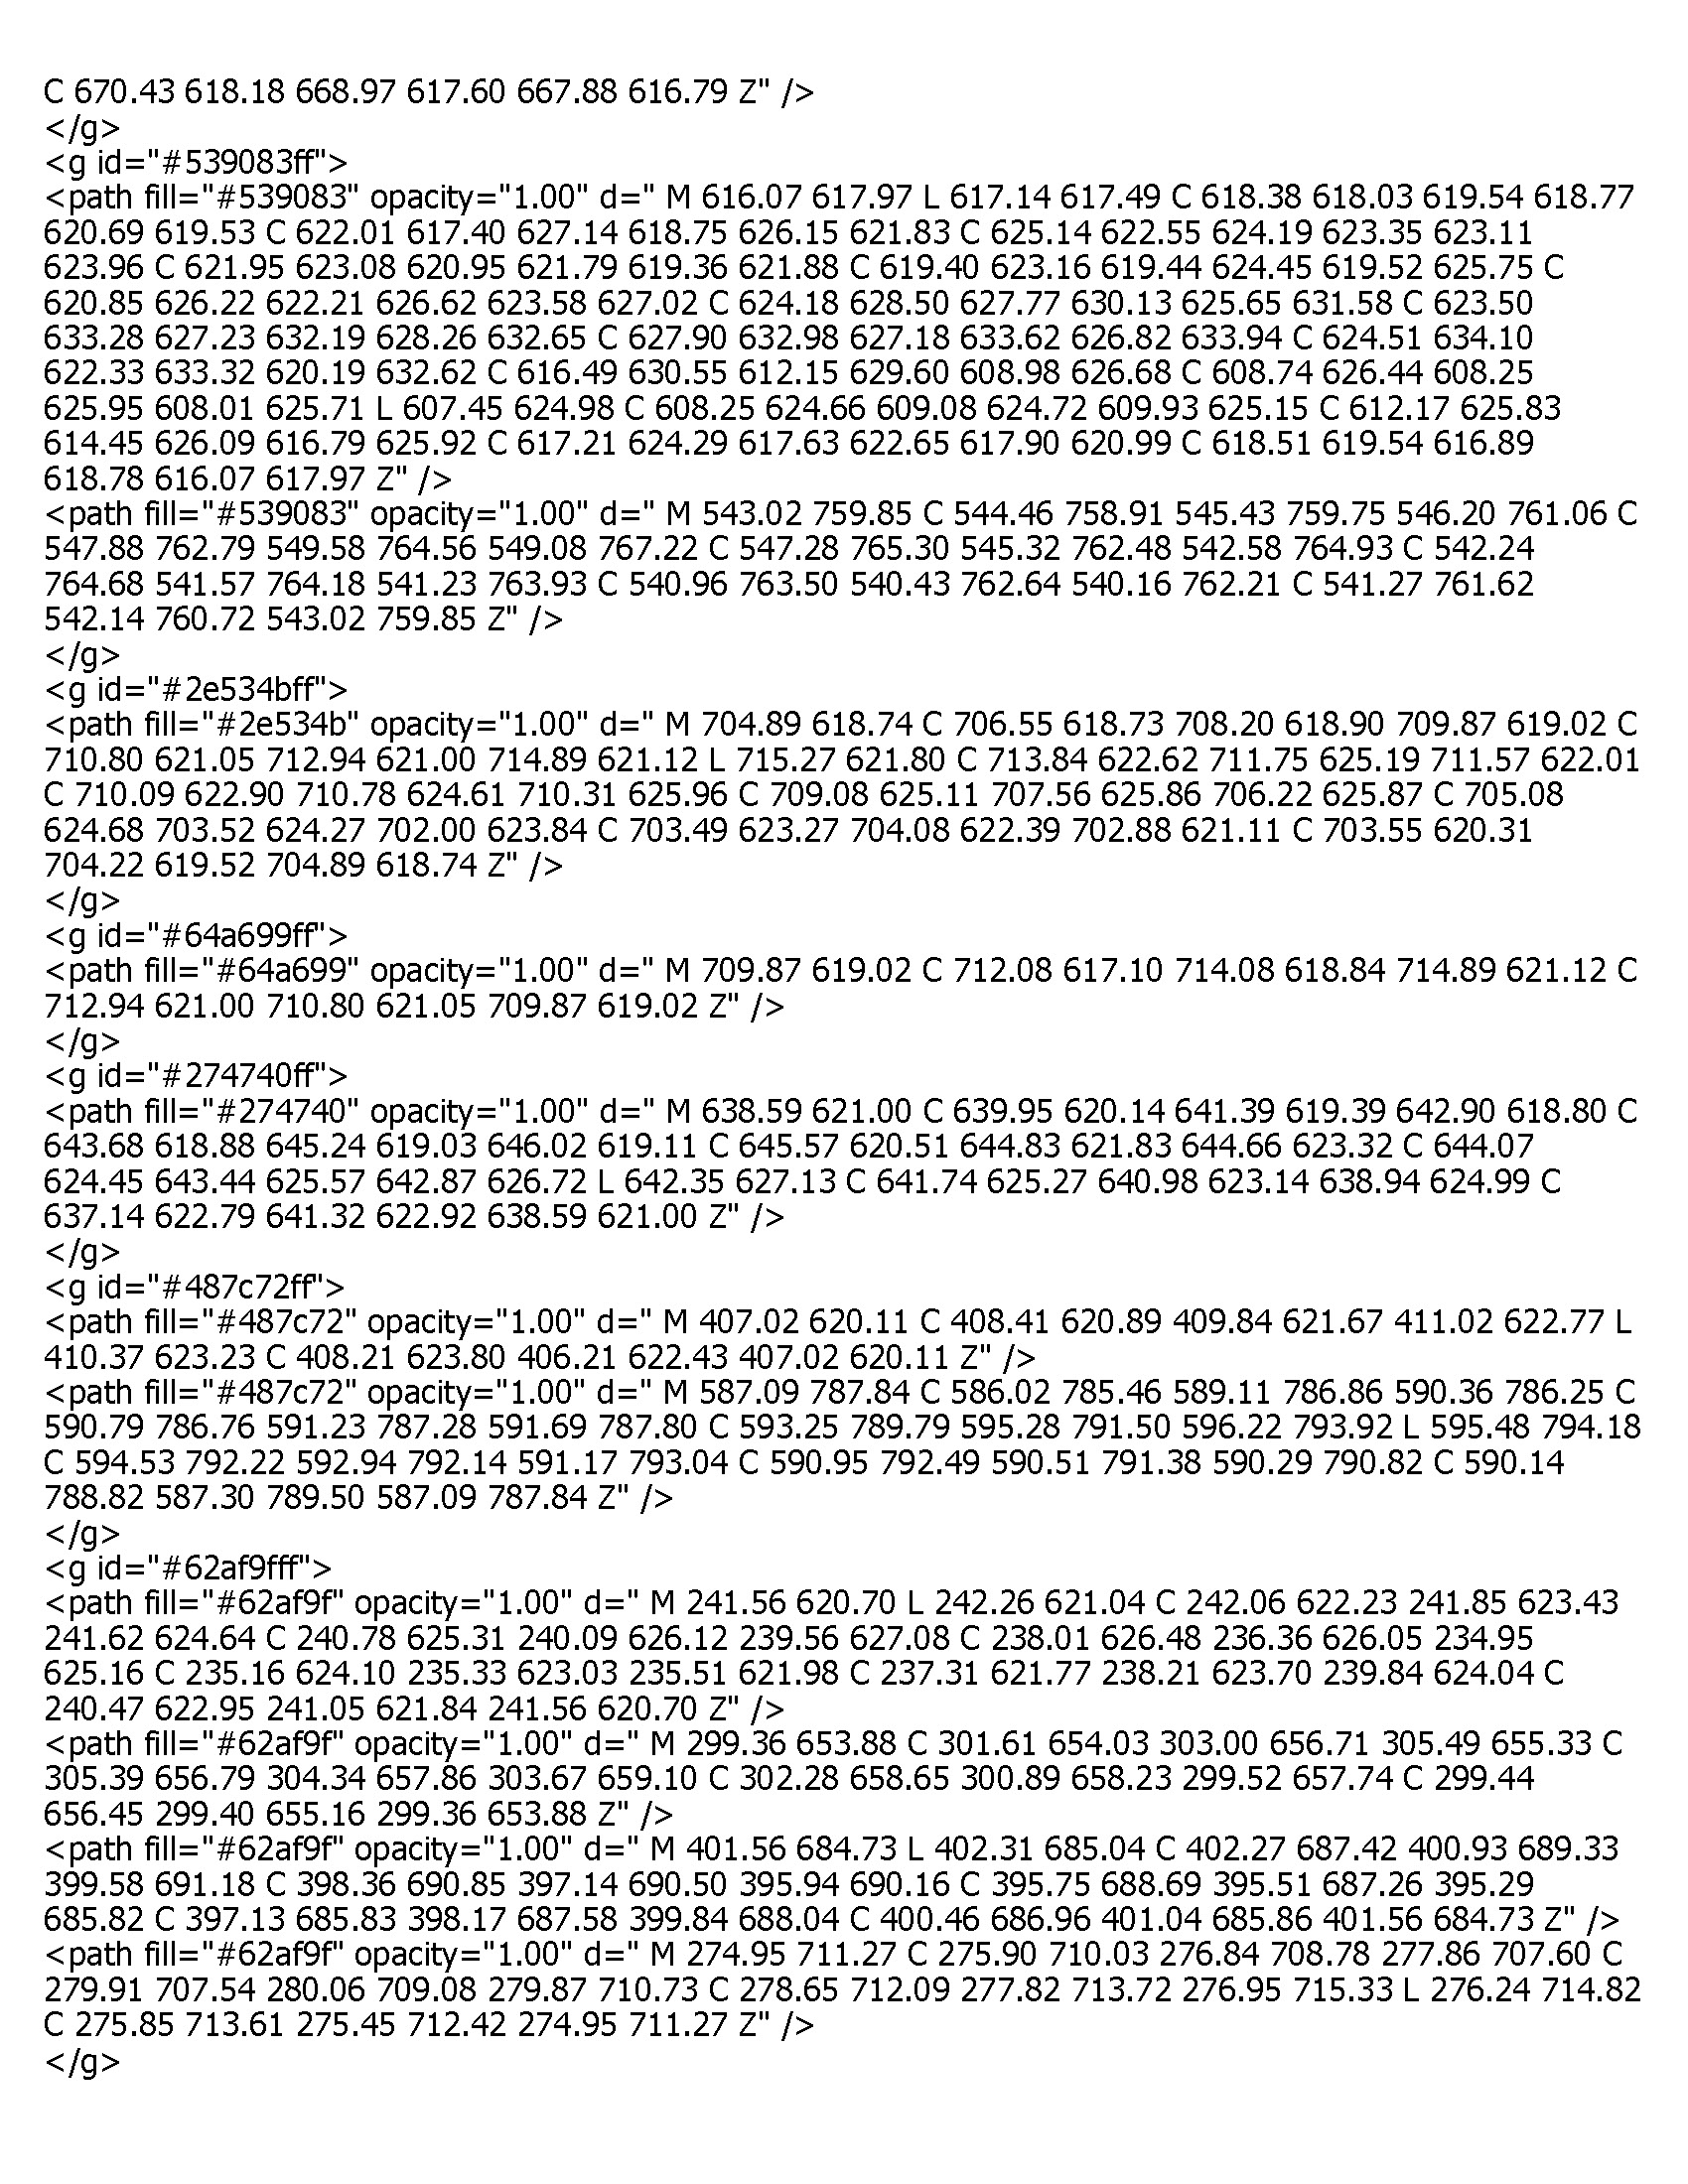 C 670.43 618.18 668.97 617.60 667.88 616.79 Z" />
</g>
<g id="#539083ff">
<path fill="#539083" opacity="1.00" d=" M 616.07 617.97 L 617.14 617.49 C 618.38 618.03 619.54 618.77
620.69 619.53 C 622.01 617.40 627.14 618.75 626.15 621.83 C 625.14 622.55 624.19 623.35 623.11
623.96 C 621.95 623.08 620.95 621.79 619.36 621.88 C 619.40 623.16 619.44 624.45 619.52 625.75 C
620.85 626.22 622.21 626.62 623.58 627.02 C 624.18 628.50 627.77 630.13 625.65 631.58 C 623.50
633.28 627.23 632.19 628.26 632.65 C 627.90 632.98 627.18 633.62 626.82 633.94 C 624.51 634.10
622.33 633.32 620.19 632.62 C 616.49 630.55 612.15 629.60 608.98 626.68 C 608.74 626.44 608.25
625.95 608.01 625.71 L 607.45 624.98 C 608.25 624.66 609.08 624.72 609.93 625.15 C 612.17 625.83
614.45 626.09 616.79 625.92 C 617.21 624.29 617.63 622.65 617.90 620.99 C 618.51 619.54 616.89
618.78 616.07 617.97 Z" />
<path fill="#539083" opacity="1.00" d=" M 543.02 759.85 C 544.46 758.91 545.43 759.75 546.20 761.06 C
547.88 762.79 549.58 764.56 549.08 767.22 C 547.28 765.30 545.32 762.48 542.58 764.93 C 542.24
764.68 541.57 764.18 541.23 763.93 C 540.96 763.50 540.43 762.64 540.16 762.21 C 541.27 761.62
542.14 760.72 543.02 759.85 Z" />
</g>
<g id="#2e534bff">
<path fill="#2e534b" opacity="1.00" d=" M 704.89 618.74 C 706.55 618.73 708.20 618.90 709.87 619.02 C
710.80 621.05 712.94 621.00 714.89 621.12 L 715.27 621.80 C 713.84 622.62 711.75 625.19 711.57 622.01
C 710.09 622.90 710.78 624.61 710.31 625.96 C 709.08 625.11 707.56 625.86 706.22 625.87 C 705.08
624.68 703.52 624.27 702.00 623.84 C 703.49 623.27 704.08 622.39 702.88 621.11 C 703.55 620.31
704.22 619.52 704.89 618.74 Z" />
</g>
<g id="#64a699ff">
<path fill="#64a699" opacity="1.00" d=" M 709.87 619.02 C 712.08 617.10 714.08 618.84 714.89 621.12 C
712.94 621.00 710.80 621.05 709.87 619.02 Z" />
</g>
<g id="#274740ff">
<path fill="#274740" opacity="1.00" d=" M 638.59 621.00 C 639.95 620.14 641.39 619.39 642.90 618.80 C
643.68 618.88 645.24 619.03 646.02 619.11 C 645.57 620.51 644.83 621.83 644.66 623.32 C 644.07
624.45 643.44 625.57 642.87 626.72 L 642.35 627.13 C 641.74 625.27 640.98 623.14 638.94 624.99 C
637.14 622.79 641.32 622.92 638.59 621.00 Z" />
</g>
<g id="#487c72ff">
<path fill="#487c72" opacity="1.00" d=" M 407.02 620.11 C 408.41 620.89 409.84 621.67 411.02 622.77 L
410.37 623.23 C 408.21 623.80 406.21 622.43 407.02 620.11 Z" />
<path fill="#487c72" opacity="1.00" d=" M 587.09 787.84 C 586.02 785.46 589.11 786.86 590.36 786.25 C
590.79 786.76 591.23 787.28 591.69 787.80 C 593.25 789.79 595.28 791.50 596.22 793.92 L 595.48 794.18
C 594.53 792.22 592.94 792.14 591.17 793.04 C 590.95 792.49 590.51 791.38 590.29 790.82 C 590.14
788.82 587.30 789.50 587.09 787.84 Z" />
</g>
<g id="#62af9fff">
<path fill="#62af9f" opacity="1.00" d=" M 241.56 620.70 L 242.26 621.04 C 242.06 622.23 241.85 623.43
241.62 624.64 C 240.78 625.31 240.09 626.12 239.56 627.08 C 238.01 626.48 236.36 626.05 234.95
625.16 C 235.16 624.10 235.33 623.03 235.51 621.98 C 237.31 621.77 238.21 623.70 239.84 624.04 C
240.47 622.95 241.05 621.84 241.56 620.70 Z" />
<path fill="#62af9f" opacity="1.00" d=" M 299.36 653.88 C 301.61 654.03 303.00 656.71 305.49 655.33 C
305.39 656.79 304.34 657.86 303.67 659.10 C 302.28 658.65 300.89 658.23 299.52 657.74 C 299.44
656.45 299.40 655.16 299.36 653.88 Z" />
<path fill="#62af9f" opacity="1.00" d=" M 401.56 684.73 L 402.31 685.04 C 402.27 687.42 400.93 689.33
399.58 691.18 C 398.36 690.85 397.14 690.50 395.94 690.16 C 395.75 688.69 395.51 687.26 395.29
685.82 C 397.13 685.83 398.17 687.58 399.84 688.04 C 400.46 686.96 401.04 685.86 401.56 684.73 Z" />
<path fill="#62af9f" opacity="1.00" d=" M 274.95 711.27 C 275.90 710.03 276.84 708.78 277.86 707.60 C
279.91 707.54 280.06 709.08 279.87 710.73 C 278.65 712.09 277.82 713.72 276.95 715.33 L 276.24 714.82
C 275.85 713.61 275.45 712.42 274.95 711.27 Z" />
</g>